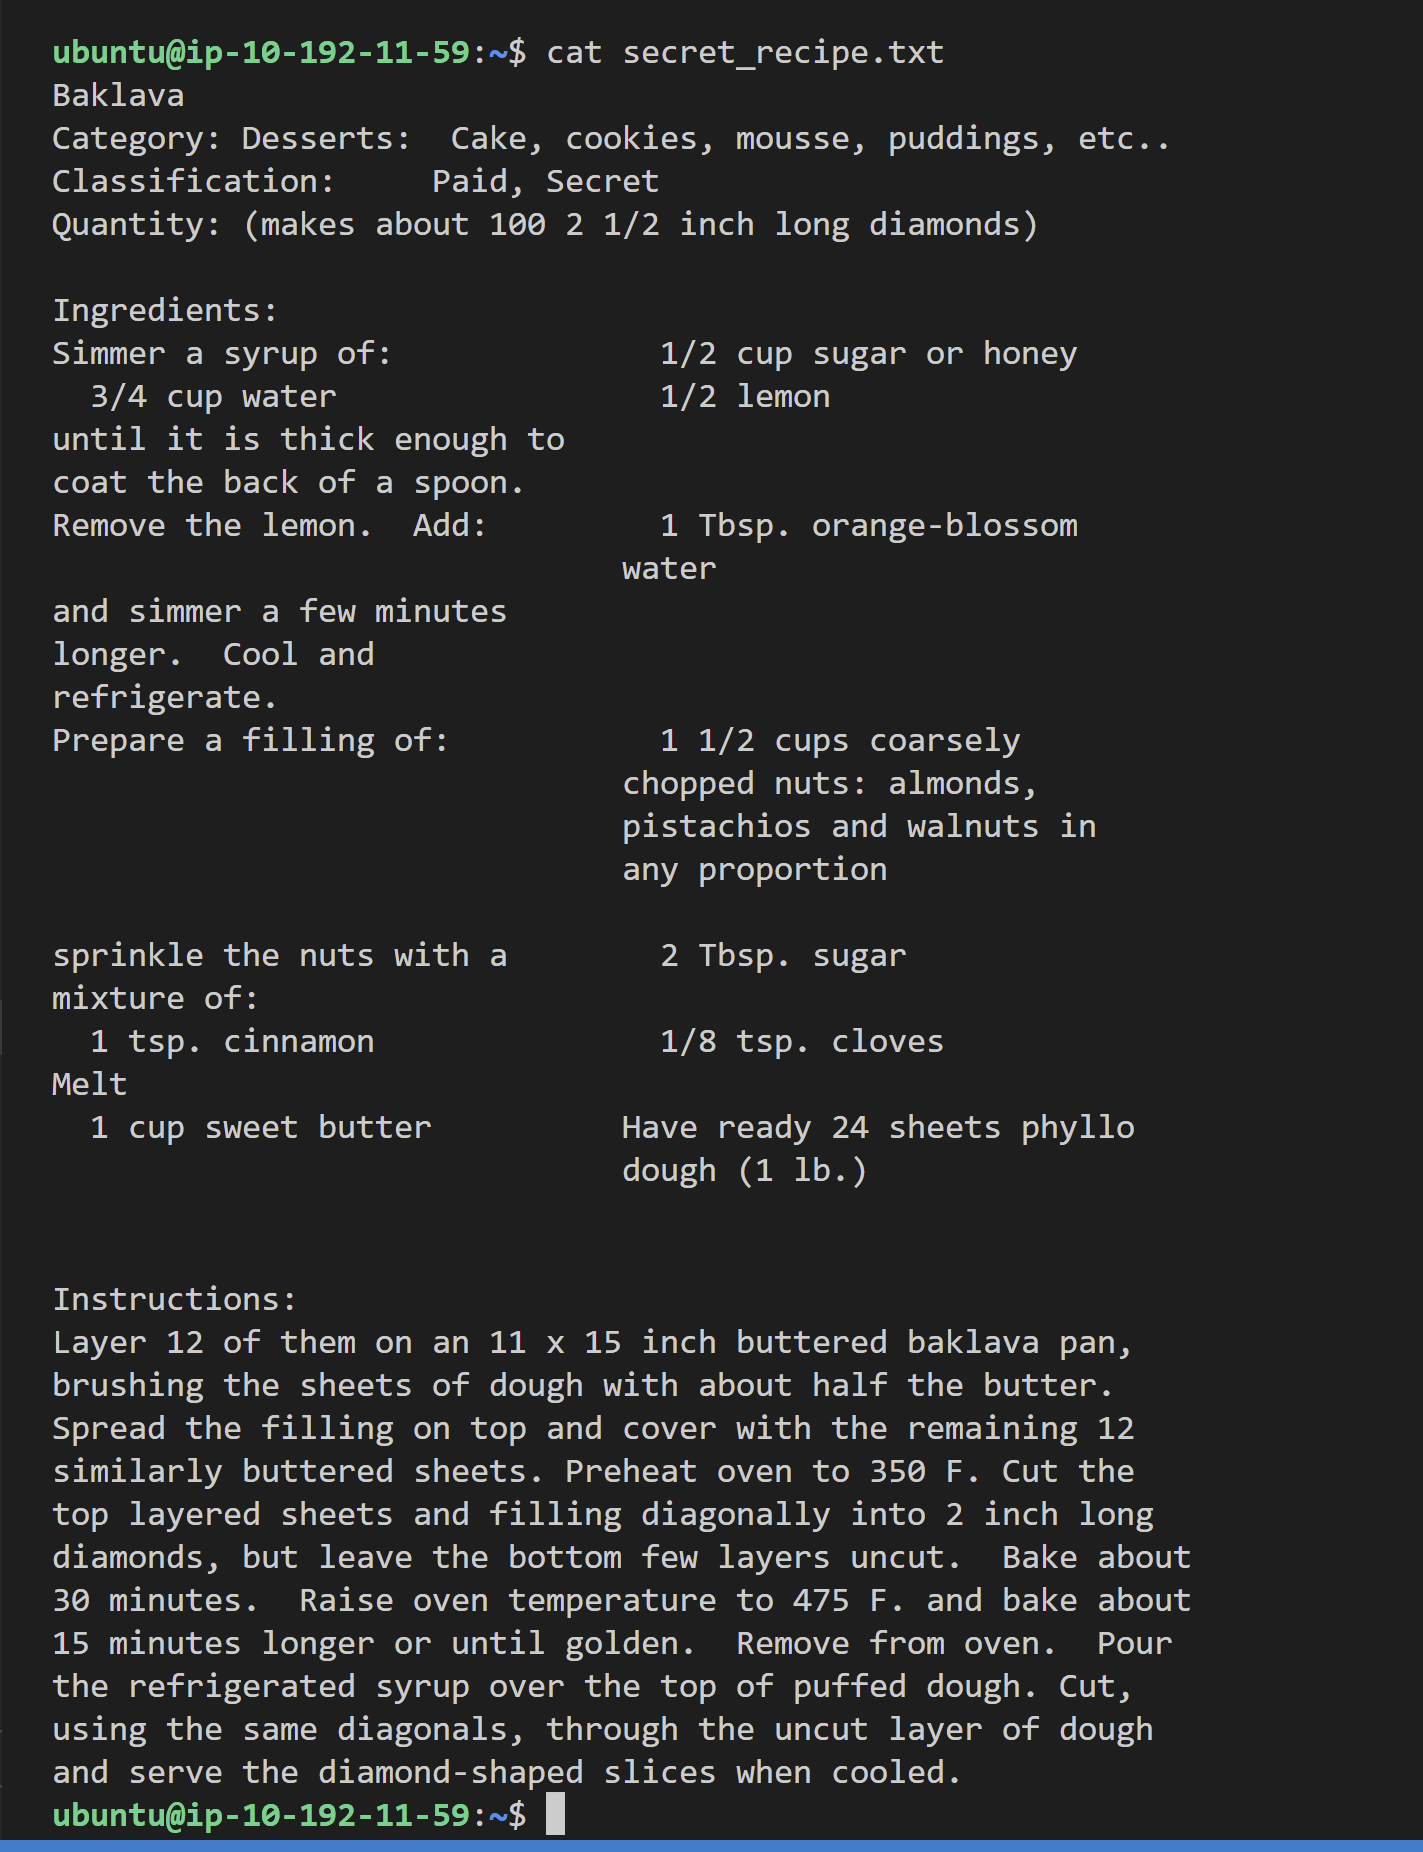 ubuntu@ip-10-192-11-59:~$ cat secret_recipe.txt
Baklava
Category: Desserts:  Cake, cookies, mousse, puddings, etc..
Classification:     Paid, Secret
Quantity: (makes about 100 2 1/2 inch long diamonds)

Ingredients:
Simmer a syrup of:              1/2 cup sugar or honey
  3/4 cup water                 1/2 lemon
until it is thick enough to
coat the back of a spoon.
Remove the lemon.  Add:         1 Tbsp. orange-blossom
                              water
and simmer a few minutes
longer.  Cool and
refrigerate.
Prepare a filling of:           1 1/2 cups coarsely
                              chopped nuts: almonds,
                              pistachios and walnuts in
                              any proportion

sprinkle the nuts with a        2 Tbsp. sugar
mixture of:
  1 tsp. cinnamon               1/8 tsp. cloves
Melt
  1 cup sweet butter          Have ready 24 sheets phyllo
                              dough (1 lb.)


Instructions:
Layer 12 of them on an 11 x 15 inch buttered baklava pan,
brushing the sheets of dough with about half the butter.
Spread the filling on top and cover with the remaining 12
similarly buttered sheets. Preheat oven to 350 F. Cut the
top layered sheets and filling diagonally into 2 inch long
diamonds, but leave the bottom few layers uncut.  Bake about
30 minutes.  Raise oven temperature to 475 F. and bake about
15 minutes longer or until golden.  Remove from oven.  Pour
the refrigerated syrup over the top of puffed dough. Cut,
using the same diagonals, through the uncut layer of dough
and serve the diamond-shaped slices when cooled.
ubuntu@ip-10-192-11-59:~$